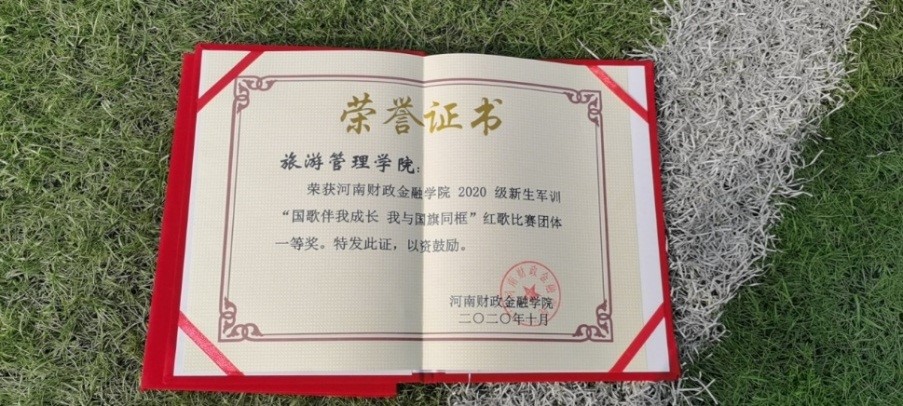 荣誉证书
旅游管理学院：
荣获河南财政金融学院 2020 级新生军训
“国歌伴我成长 我与国旗同框”红歌比赛团体
一等奖。特发此证，以资鼓励。
河南财政金融学院
二〇二〇年十月